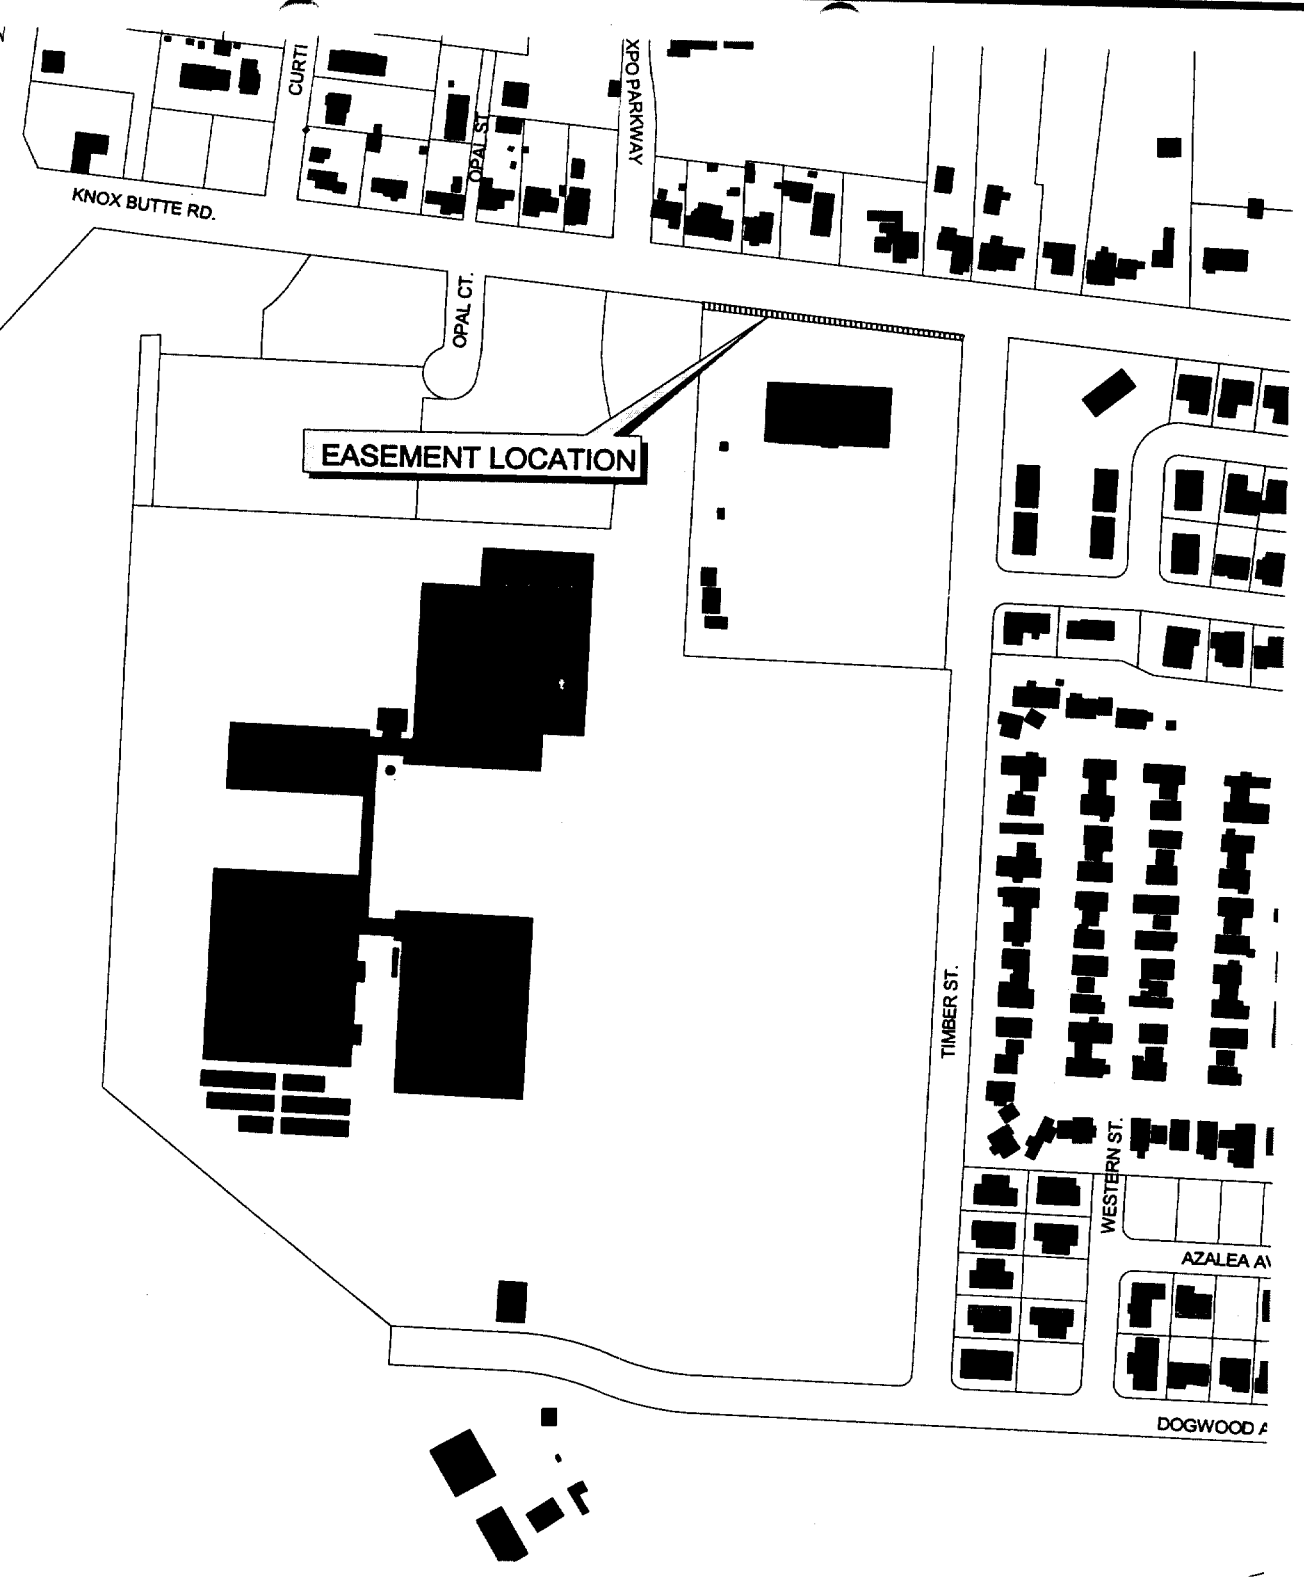 CURTI
XPO PARKWAY
OPAL ST.
KNOX BUTTE RD.
OPAL CT.
EASEMENT LOCATION
TIMBER ST.
WESTERN ST.
AZALEA AV
DOGWOOD A